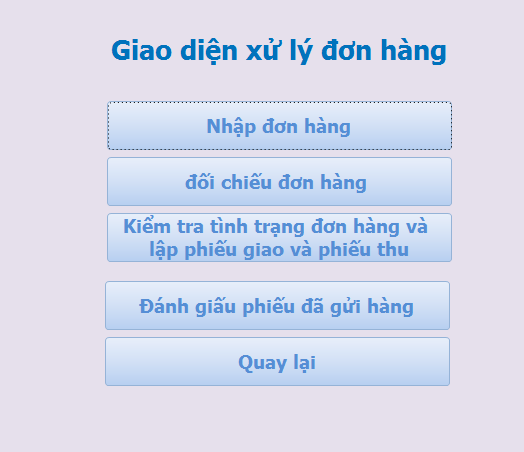 Giao diện xử lý đơn hàng
Nhập đơn hàng
đối chiếu đơn hàng
Kiểm tra tình trạng đơn hàng và
lập phiếu giao và phiếu thu
Đánh giấu phiếu đã gửi hàng
Quay lại